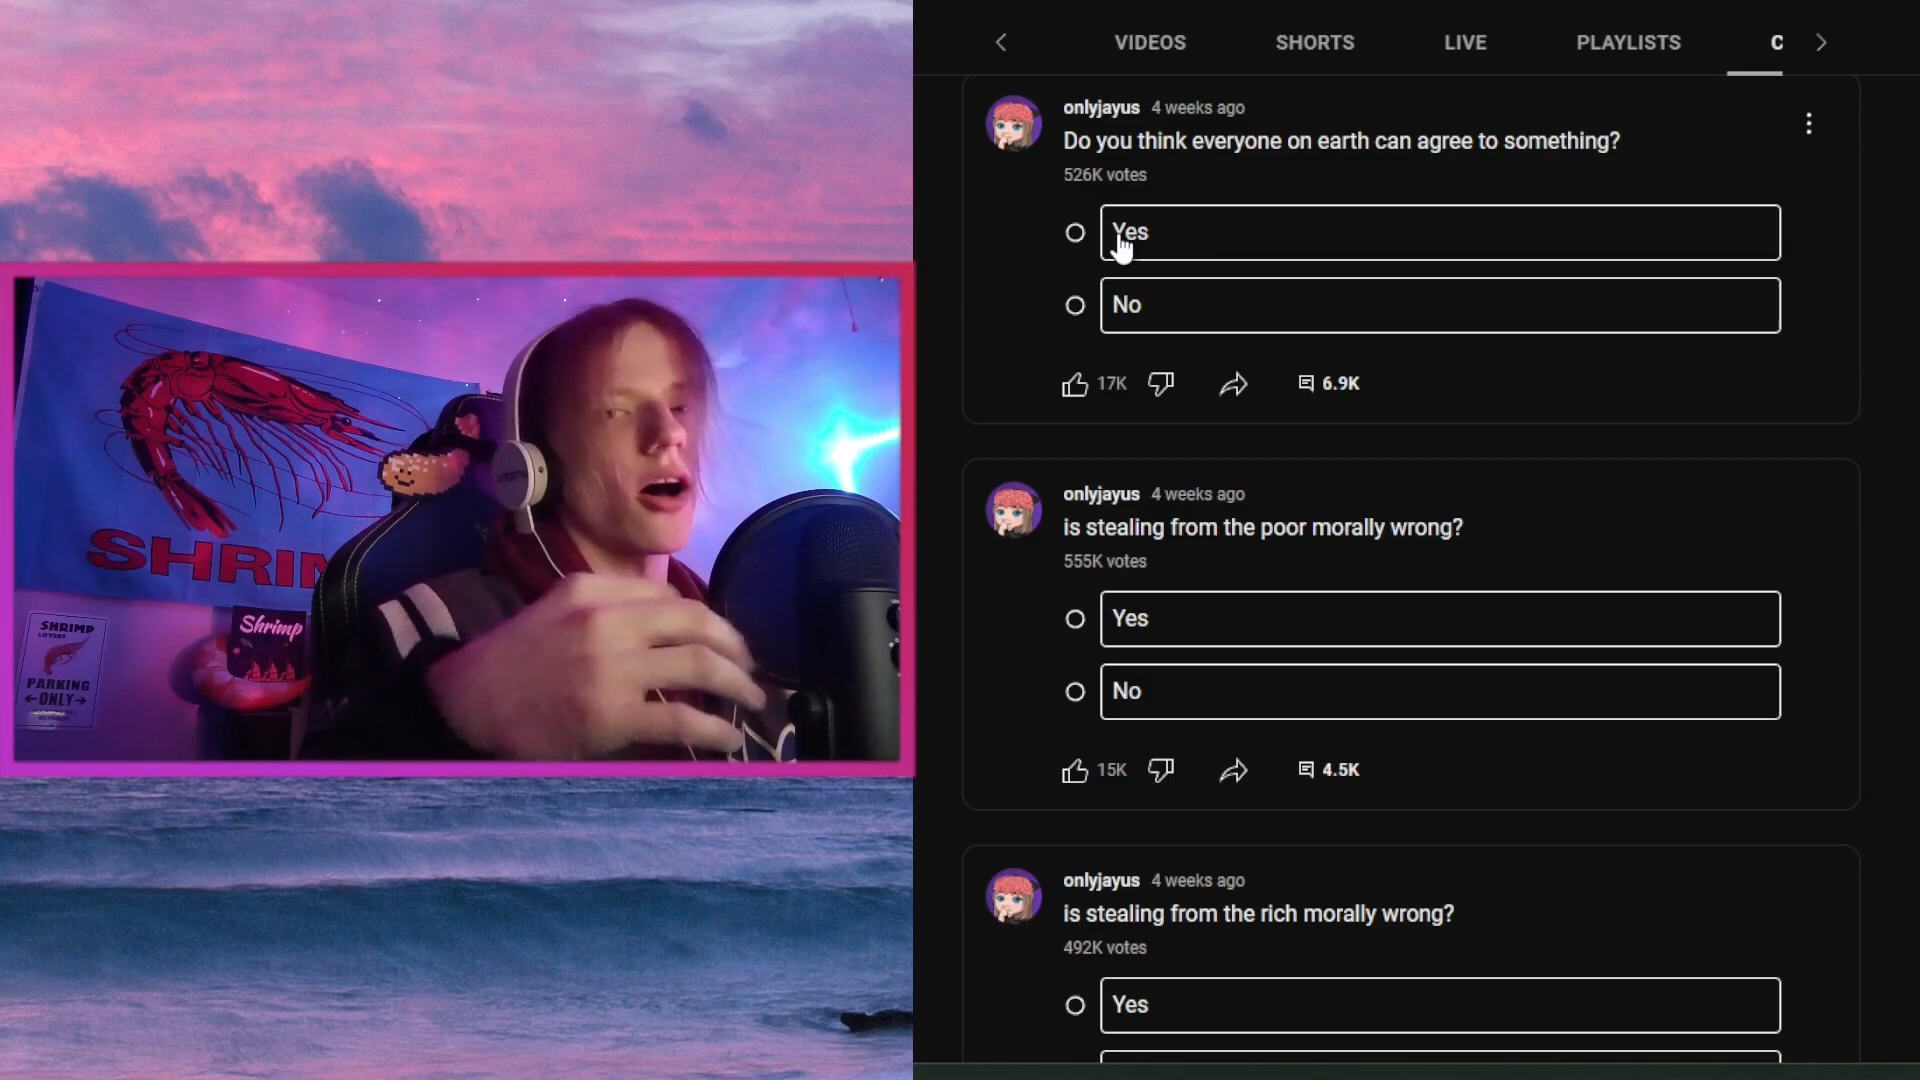 VIDEOS SHORTS LIVE PLAYLISTS C
onlyjayus 4 weeks ago
Do you think everyone on earth can agree to something?
526K votes
Yes
No
17K 6.9K
onlyjayus 4 weeks ago
is stealing from the poor morally wrong?
555K votes
Yes
No
15K 4.5K
onlyjayus 4 weeks ago
is stealing from the rich morally wrong?
492K votes
Yes
SHRIM
SHRIMP
LOVERS
PARKING
ONLY
Shrimp